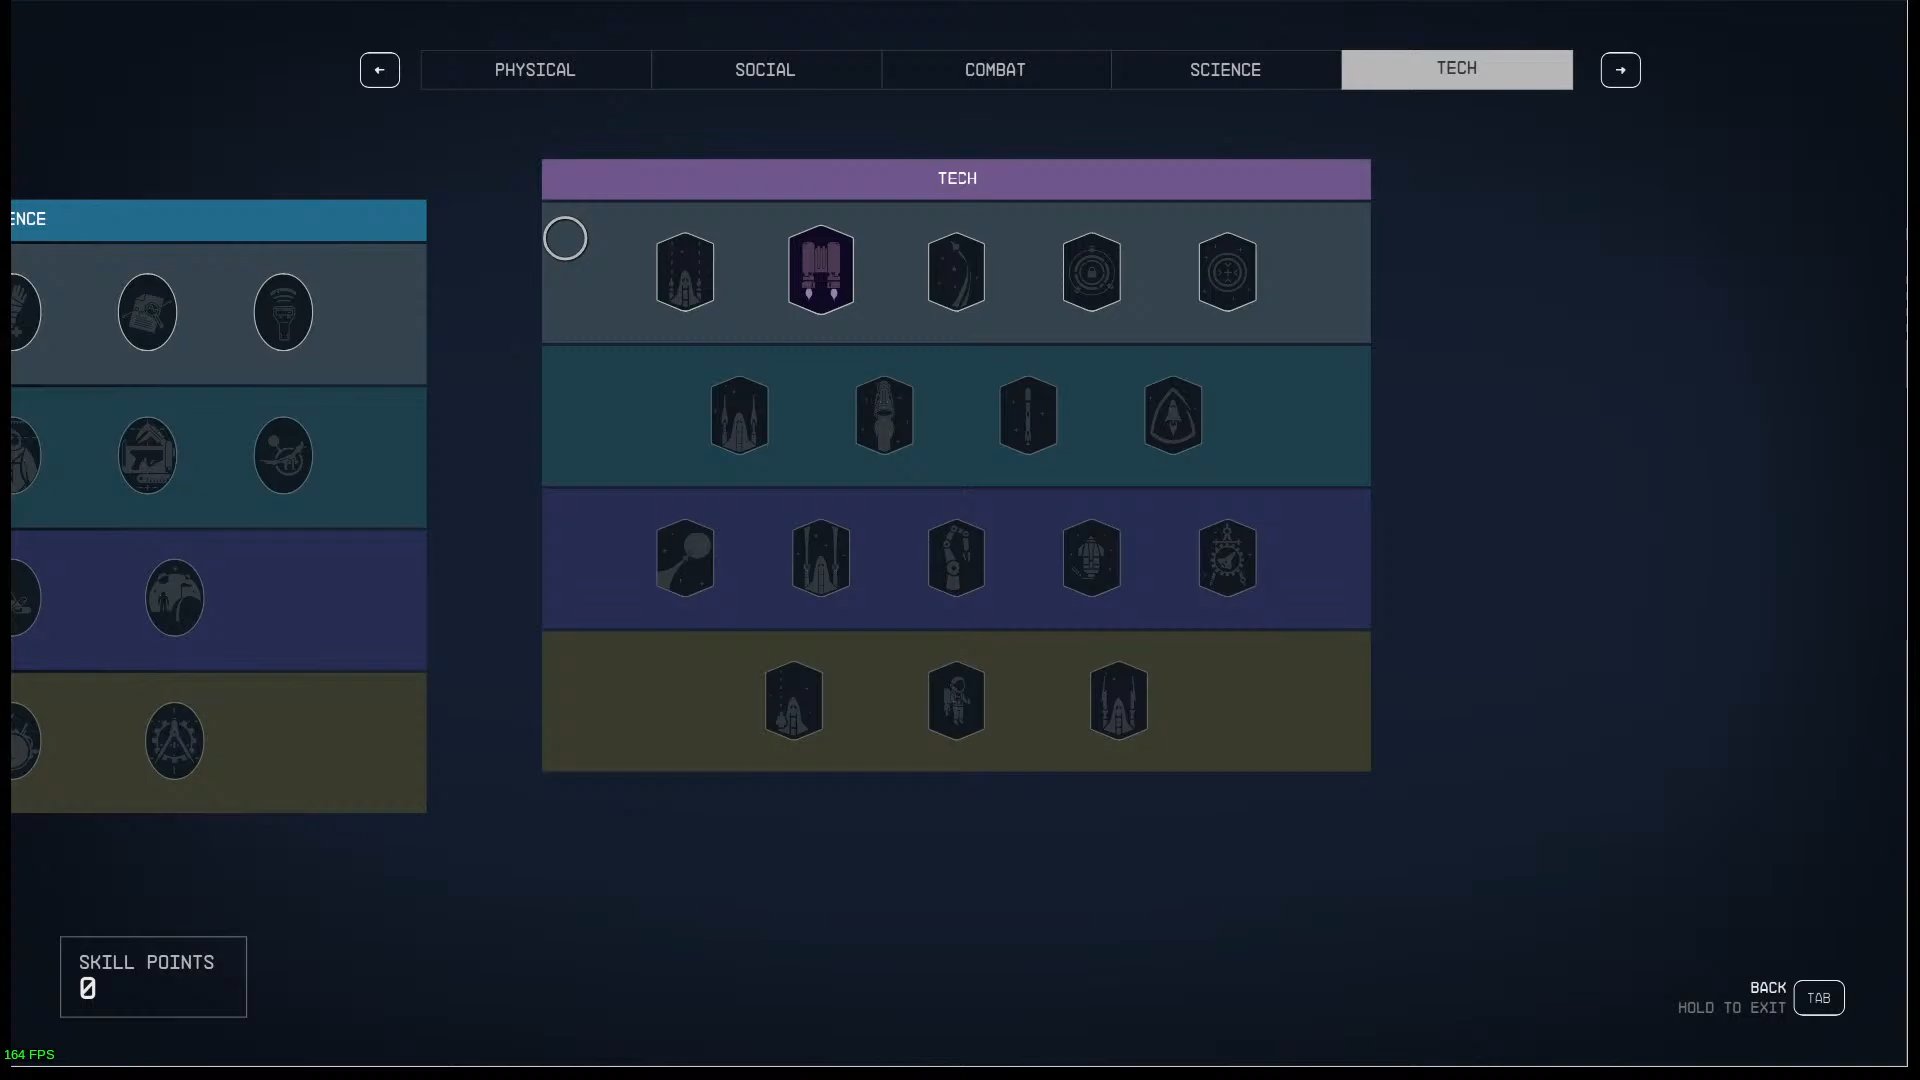 ←
PHYSICAL
SOCIAL
COMBAT
SCIENCE
TECH
→
TECH
ENCE
SKILL POINTS
0
BACK
HOLD TO EXIT
TAB
164 FPS